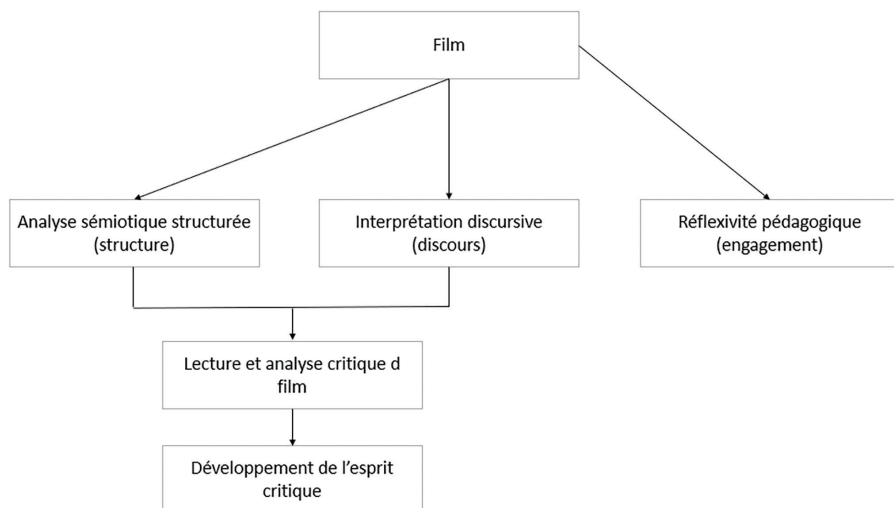 Film
Analyse sémiotique structurée
(structure)
Interprétation discursive
(discours)
Réflexivité pédagogique
(engagement)
Lecture et analyse critique d
film
Développement de l’esprit
critique